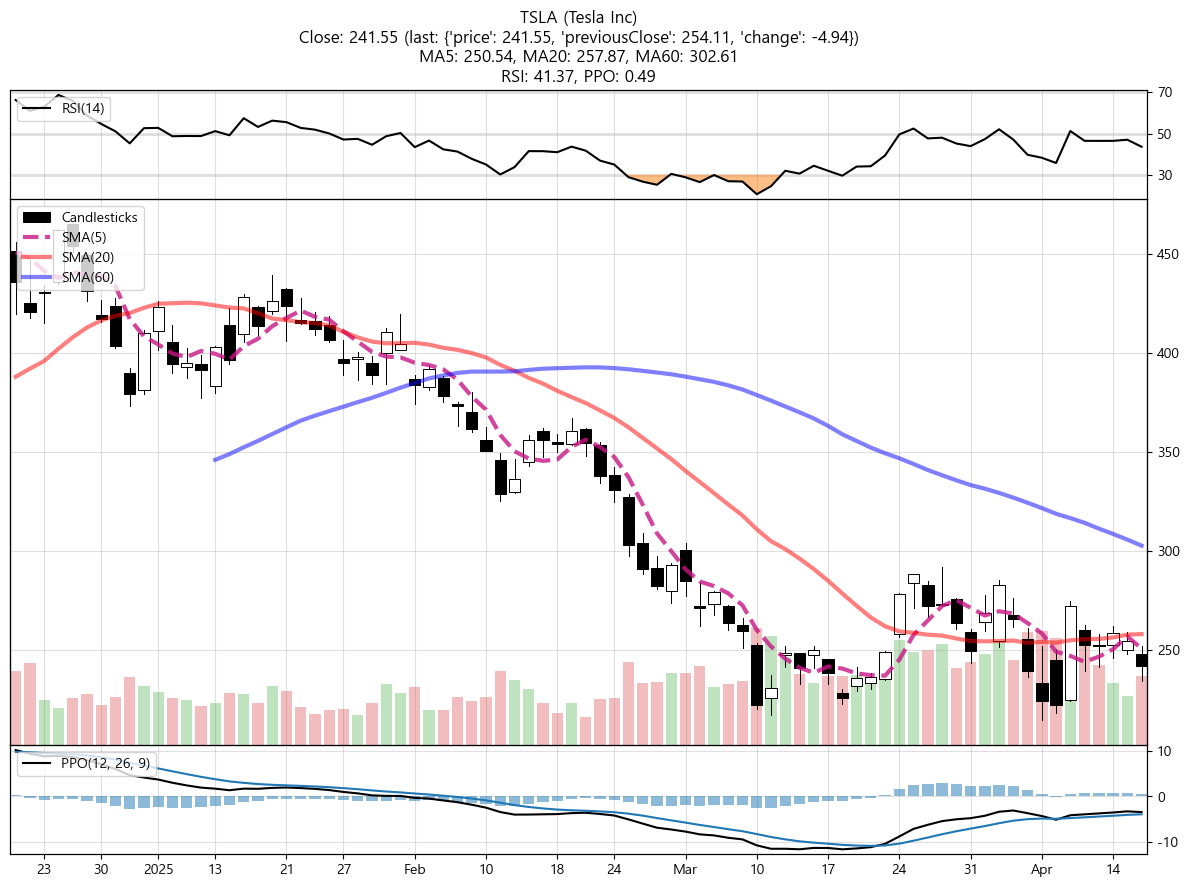 TSLA (Tesla Inc)
Close: 241.55 (last: {'price': 241.55, 'previousClose': 254.11, 'change': -4.94})
MA5: 250.54, MA20: 257.87, MA60: 302.61
RSI: 41.37, PPO: 0.49
RSI(14)
70
50
30
Candlesticks
SMA(5)
SMA(20)
SMA(60)
450
400
350
300
250
PPO(12, 26, 9)
10
0
-10
23 30 2025 13 21 27 Feb 10 18 24 Mar 10 17 24 31 Apr 14